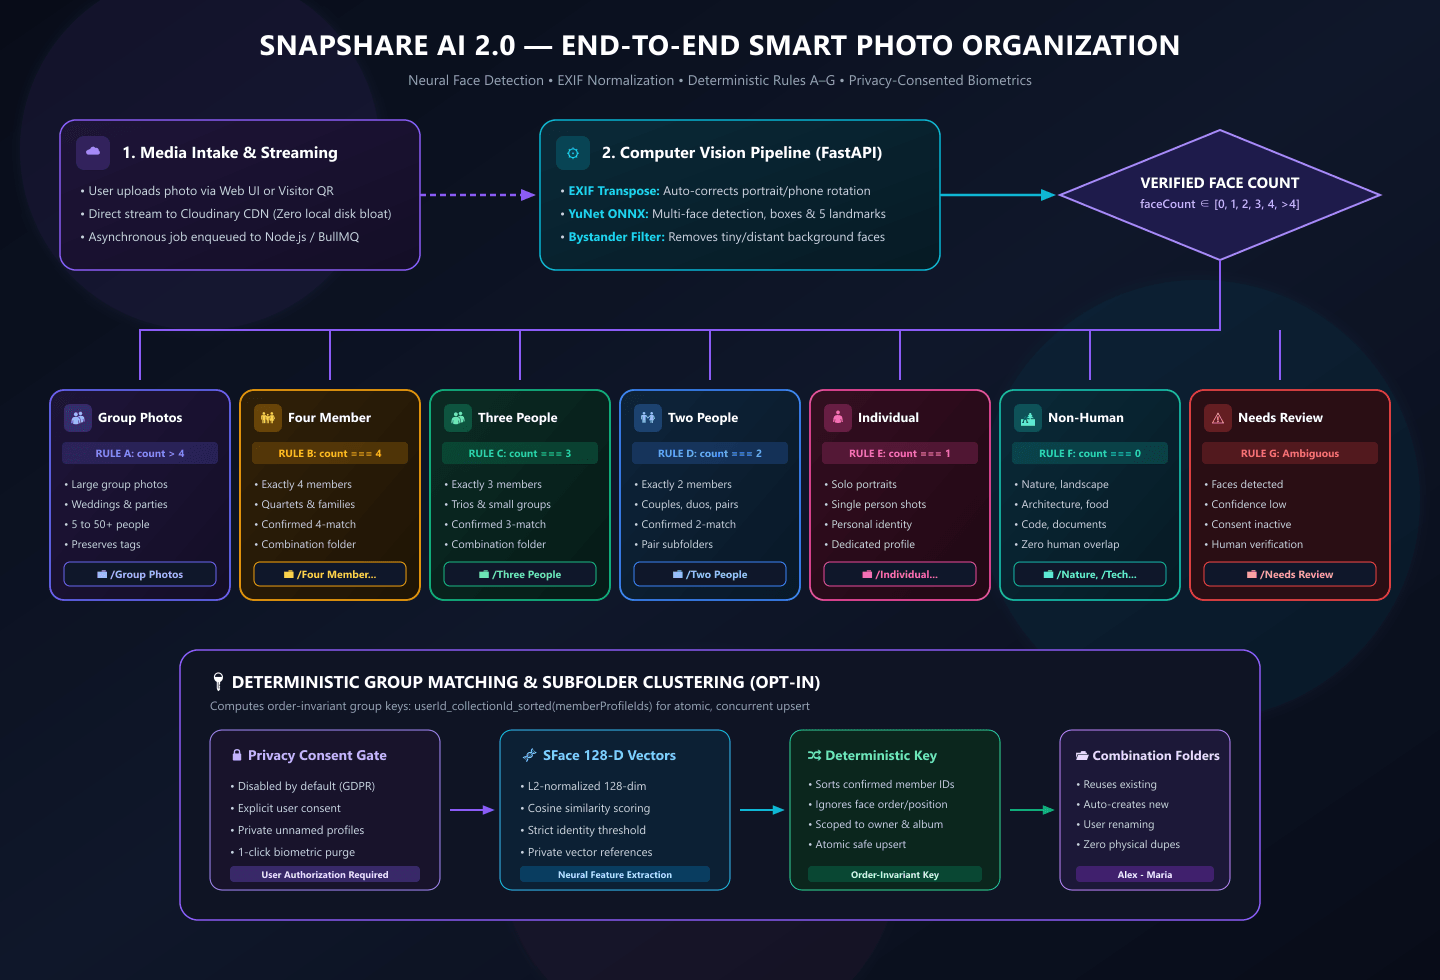 SNAPSHARE AI 2.0 — END-TO-END SMART PHOTO ORGANIZATION
Neural Face Detection • EXIF Normalization • Deterministic Rules A–G • Privacy-Consented Biometrics
1. Media Intake & Streaming
• User uploads photo via Web UI or Visitor QR
• Direct stream to Cloudinary CDN (Zero local disk bloat)
• Asynchronous job enqueued to Node.js / BullMQ
2. Computer Vision Pipeline (FastAPI)
• EXIF Transpose: Auto-corrects portrait/phone rotation
• YuNet ONNX: Multi-face detection, boxes & 5 landmarks
• Bystander Filter: Removes tiny/distant background faces
VERIFIED FACE COUNT
faceCount ∈ [0, 1, 2, 3, 4, >4]
Group Photos
RULE A: count > 4
• Large group photos
• Weddings & parties
• 5 to 50+ people
• Preserves tags
/Group Photos
Four Member
RULE B: count === 4
• Exactly 4 members
• Quartets & families
• Confirmed 4-match
• Combination folder
/Four Member...
Three People
RULE C: count === 3
• Exactly 3 members
• Trios & small groups
• Confirmed 3-match
• Combination folder
/Three People
Two People
RULE D: count === 2
• Exactly 2 members
• Couples, duos, pairs
• Confirmed 2-match
• Pair subfolders
/Two People
Individual
RULE E: count === 1
• Solo portraits
• Single person shots
• Personal identity
• Dedicated profile
/Individual...
Non-Human
RULE F: count === 0
• Nature, landscape
• Architecture, food
• Code, documents
• Zero human overlap
/Nature, /Tech...
Needs Review
RULE G: Ambiguous
• Faces detected
• Confidence low
• Consent inactive
• Human verification
/Needs Review
DETERMINISTIC GROUP MATCHING & SUBFOLDER CLUSTERING (OPT-IN)
Computes order-invariant group keys: userId_collectionId_sorted(memberProfileIds) for atomic, concurrent upsert
Privacy Consent Gate
• Disabled by default (GDPR)
• Explicit user consent
• Private unnamed profiles
• 1-click biometric purge
User Authorization Required
SFace 128-D Vectors
• L2-normalized 128-dim
• Cosine similarity scoring
• Strict identity threshold
• Private vector references
Neural Feature Extraction
Deterministic Key
• Sorts confirmed member IDs
• Ignores face order/position
• Scoped to owner & album
• Atomic safe upsert
Order-Invariant Key
Combination Folders
• Reuses existing
• Auto-creates new
• User renaming
• Zero physical dupes
Alex - Maria